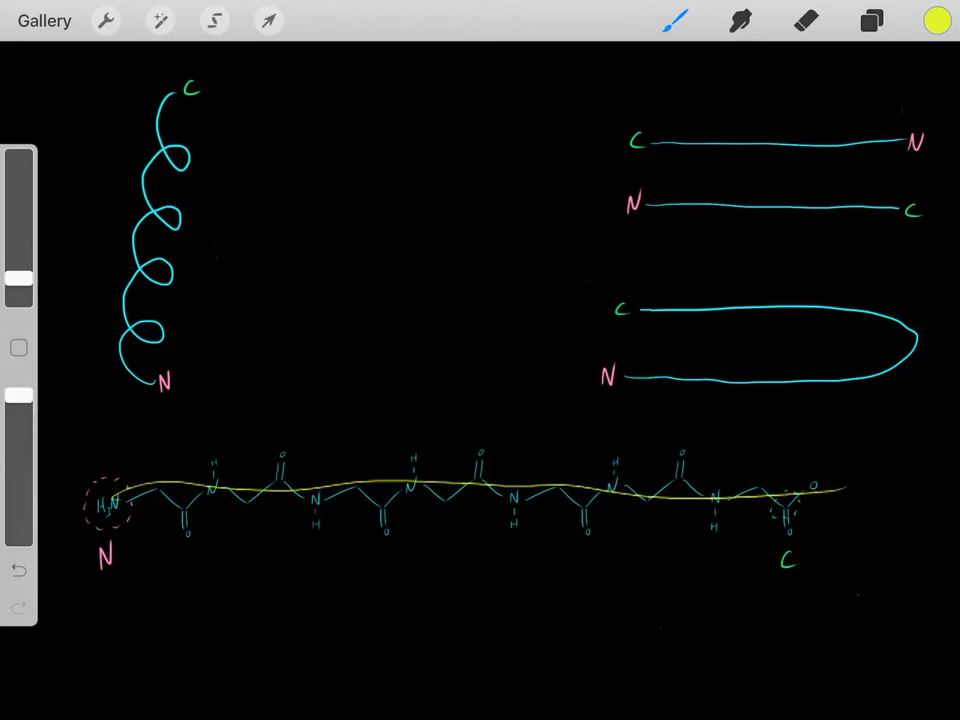 Gallery
C
C N
N C
C
N
N
H O H O H O
H₃N N N N N N N O
O H O H O H O
N C